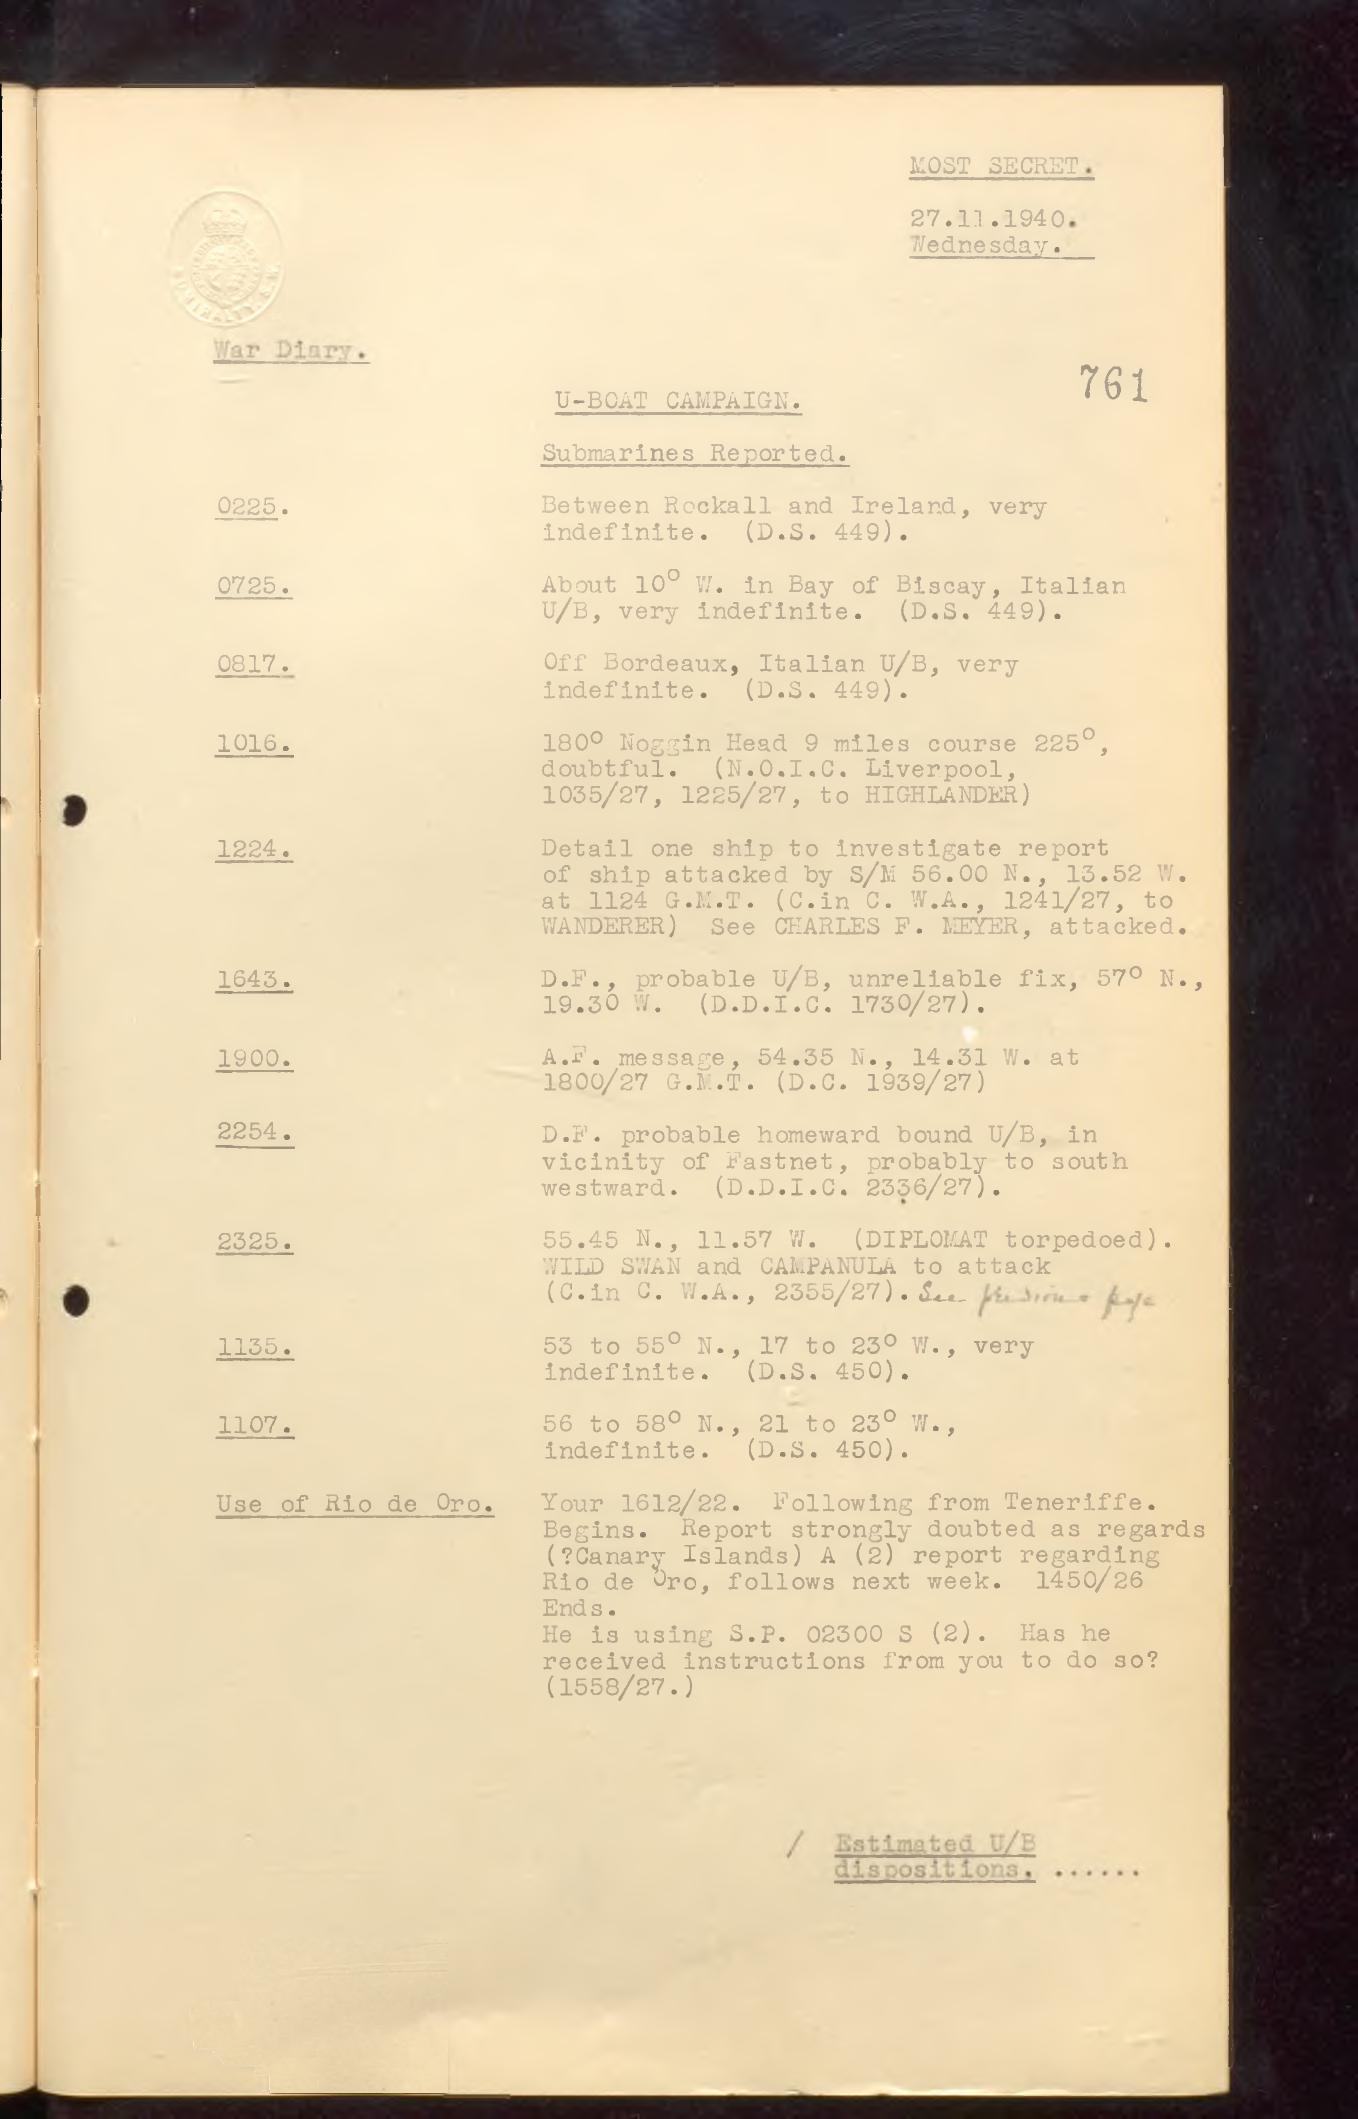 MOST SECRET.
27.11.1940.
Wednesday.
ADMIRALTY. S.W.
War Diary.
761
U-BOAT CAMPAIGN.
Submarines Reported.
0225. Between Rockall and Ireland, very
indefinite. (D.S. 449).
0725. About 10° W. in Bay of Biscay, Italian
U/B, very indefinite. (D.S. 449).
0817. Off Bordeaux, Italian U/B, very
indefinite. (D.S. 449).
1016. 180° Noggin Head 9 miles course 225°,
doubtful. (N.O.I.C. Liverpool,
1035/27, 1225/27, to HIGHLANDER)
1224. Detail one ship to investigate report
of ship attacked by S/M 56.00 N., 13.52 W.
at 1124 G.M.T. (C.in C. W.A., 1241/27, to
WANDERER) See CHARLES F. MEYER, attacked.
1643. D.F., probable U/B, unreliable fix, 57° N.,
19.30 W. (D.D.I.C. 1730/27).
1900. A.F. message, 54.35 N., 14.31 W. at
1800/27 G.M.T. (D.C. 1939/27)
2254. D.F. probable homeward bound U/B, in
vicinity of Fastnet, probably to south
westward. (D.D.I.C. 2336/27).
2325. 55.45 N., 11.57 W. (DIPLOMAT torpedoed).
WILD SWAN and CAMPANULA to attack
(C.in C. W.A., 2355/27). See previous page
1135. 53 to 55° N., 17 to 23° W., very
indefinite. (D.S. 450).
1107. 56 to 58° N., 21 to 23° W.,
indefinite. (D.S. 450).
Use of Rio de Oro. Your 1612/22. Following from Teneriffe.
Begins. Report strongly doubted as regards
(?Canary Islands) A (2) report regarding
Rio de Oro, follows next week. 1450/26
Ends.
He is using S.P. 02300 S (2). Has he
received instructions from you to do so?
(1558/27.)
/ Estimated U/B
dispositions. ......